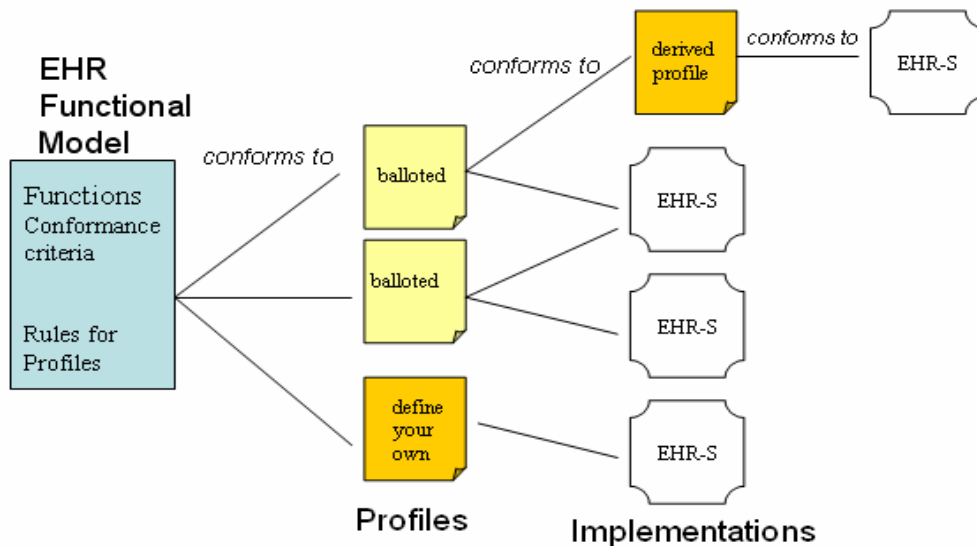 EHR
Functional
Model
Functions
Conformance
criteria
Rules for
Profiles
conforms to
balloted
balloted
define
your
own
Profiles
conforms to
derived
profile
conforms to
EHR-S
EHR-S
EHR-S
EHR-S
Implementations